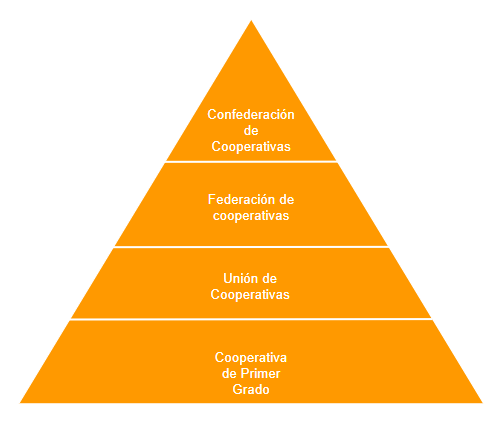 Confederación
de
Cooperativas
Federación de
cooperativas
Unión de
Cooperativas
Cooperativa
de Primer
Grado